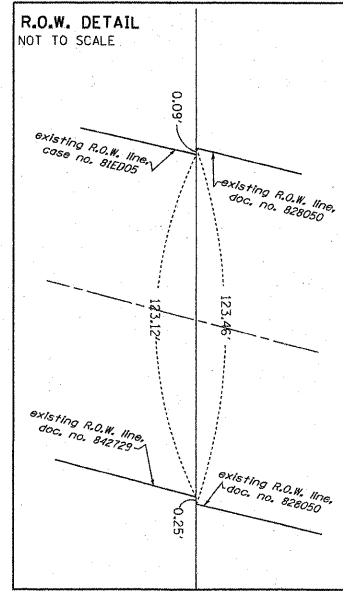 R.O.W. DETAIL
NOT TO SCALE
0.09'
existing R.O.W. line,
case no. 81ED05
existing R.O.W. line,
doc. no. 828050
123.12'
123.46'
existing R.O.W. line,
doc. no. 842729
existing R.O.W. line,
doc. no. 828050
0.25'